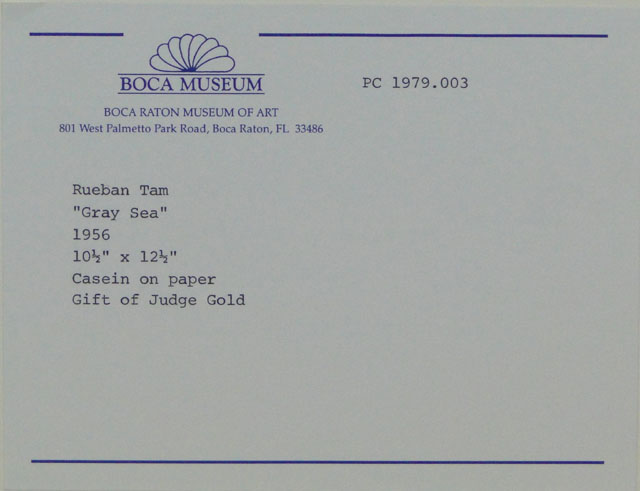 BOCA MUSEUM
PC 1979.003
BOCA RATON MUSEUM OF ART
801 West Palmetto Park Road, Boca Raton, FL 33486
Rueban Tam
"Gray Sea"
1956
10½" x 12½"
Casein on paper
Gift of Judge Gold